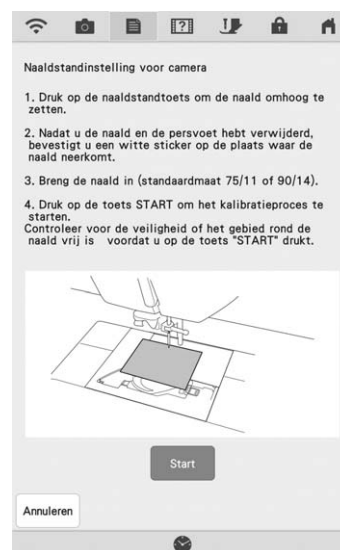 Naaldstandinstelling voor camera
1. Druk op de naaldstandtoets om de naald omhoog te
zetten.
2. Nadat u de naald en de persvoet hebt verwijderd,
bevestigt u een witte sticker op de plaats waar de
naald neerkomt.
3. Breng de naald in (standaardmaat 75/11 of 90/14).
4. Druk op de toets START om het kalibratieproces te
starten.
Controleer voor de veiligheid of het gebied rond de
naald vrij is voordat u op de toets "START" drukt.
Start
Annuleren